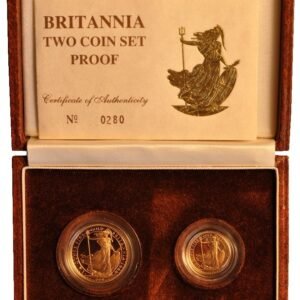 BRITANNIA
TWO COIN SET
PROOF
Certificate of Authenticity
Nº 0280